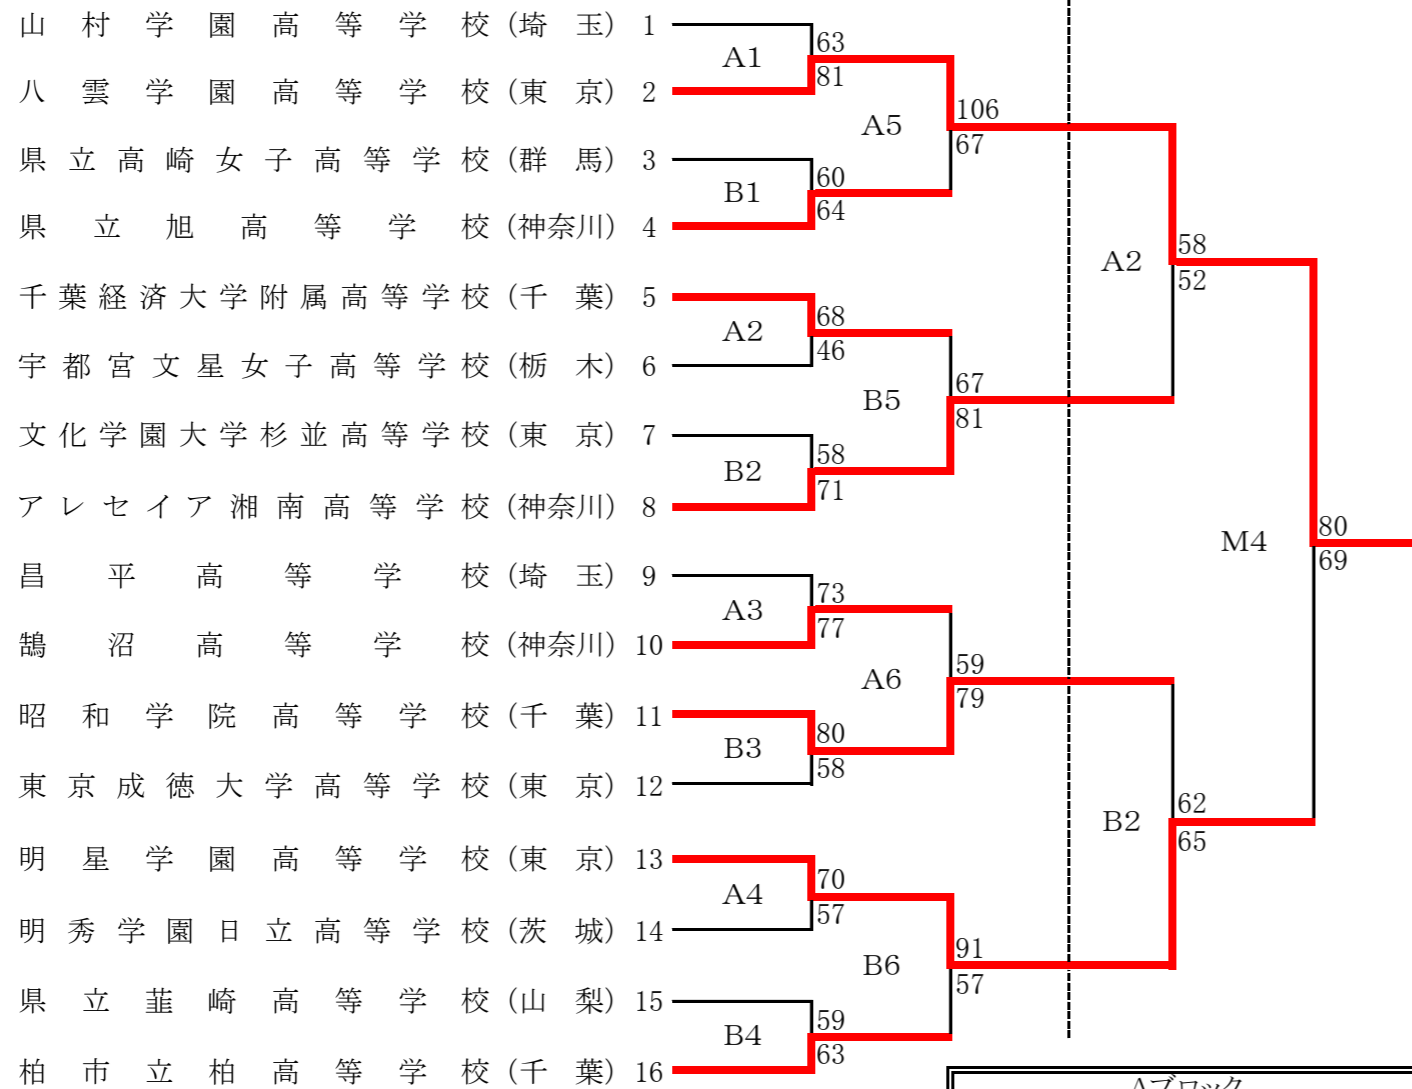 山村学園高等学校(埼玉) 1
63
A1
81
八雲学園高等学校(東京) 2
106
A5
67
県立高崎女子高等学校(群馬) 3
60
B1
64
県立旭高等学校(神奈川) 4
58
A2
52
千葉経済大学附属高等学校(千葉) 5
68
A2
46
宇都宮文星女子高等学校(栃木) 6
67
B5
81
文化学園大学杉並高等学校(東京) 7
58
B2
71
アレセイア湘南高等学校(神奈川) 8
80
M4
69
昌平高等学校(埼玉) 9
73
A3
77
鵠沼高等学校(神奈川) 10
59
A6
79
昭和学院高等学校(千葉) 11
80
B3
58
東京成徳大学高等学校(東京) 12
62
B2
65
明星学園高等学校(東京) 13
70
A4
57
明秀学園日立高等学校(茨城) 14
91
B6
57
県立韮崎高等学校(山梨) 15
59
B4
63
柏市立柏高等学校(千葉) 16
Aブロック